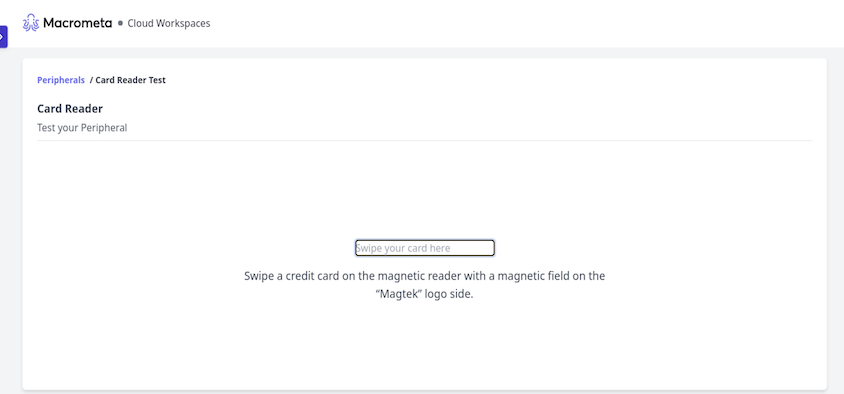 Macrometa • Cloud Workspaces
Peripherals / Card Reader Test
Card Reader
Test your Peripheral
Swipe your card here
Swipe a credit card on the magnetic reader with a magnetic field on the
“Magtek” logo side.